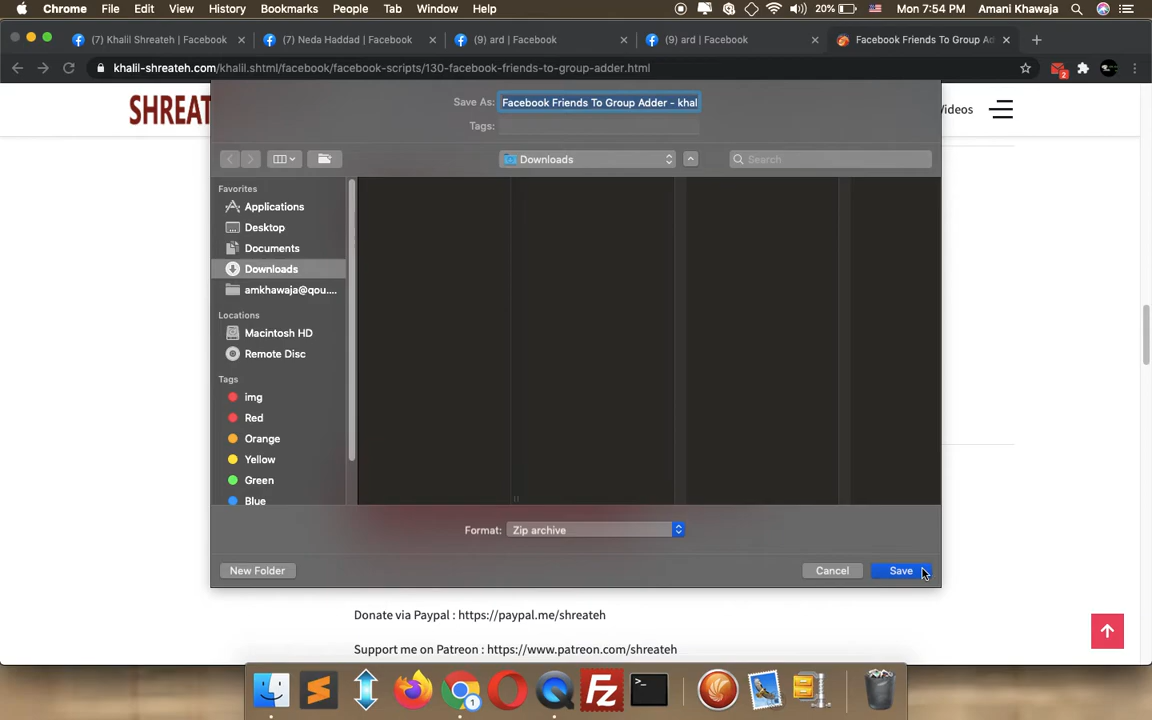 Chrome File Edit View History Bookmarks People Tab Window Help 20% Mon 7:54 PM Amani Khawaja
(7) Khalil Shreateh | Facebook (7) Neda Haddad | Facebook (9) ard | Facebook (9) ard | Facebook Facebook Friends To Group Ad
khalil-shreateh.com/khalil.shtml/facebook/facebook-scripts/130-facebook-friends-to-group-adder.html 2
SHREAT
Videos
Save As: Facebook Friends To Group Adder - khal
Tags:
Downloads
Search
Favorites
Applications
Desktop
Documents
Downloads
amkhawaja@qou....
Locations
Macintosh HD
Remote Disc
Tags
img
Red
Orange
Yellow
Green
Blue
Format: Zip archive
New Folder Cancel Save
Donate via Paypal : https://paypal.me/shreateh
Support me on Patreon : https://www.patreon.com/shreateh
1
Fz